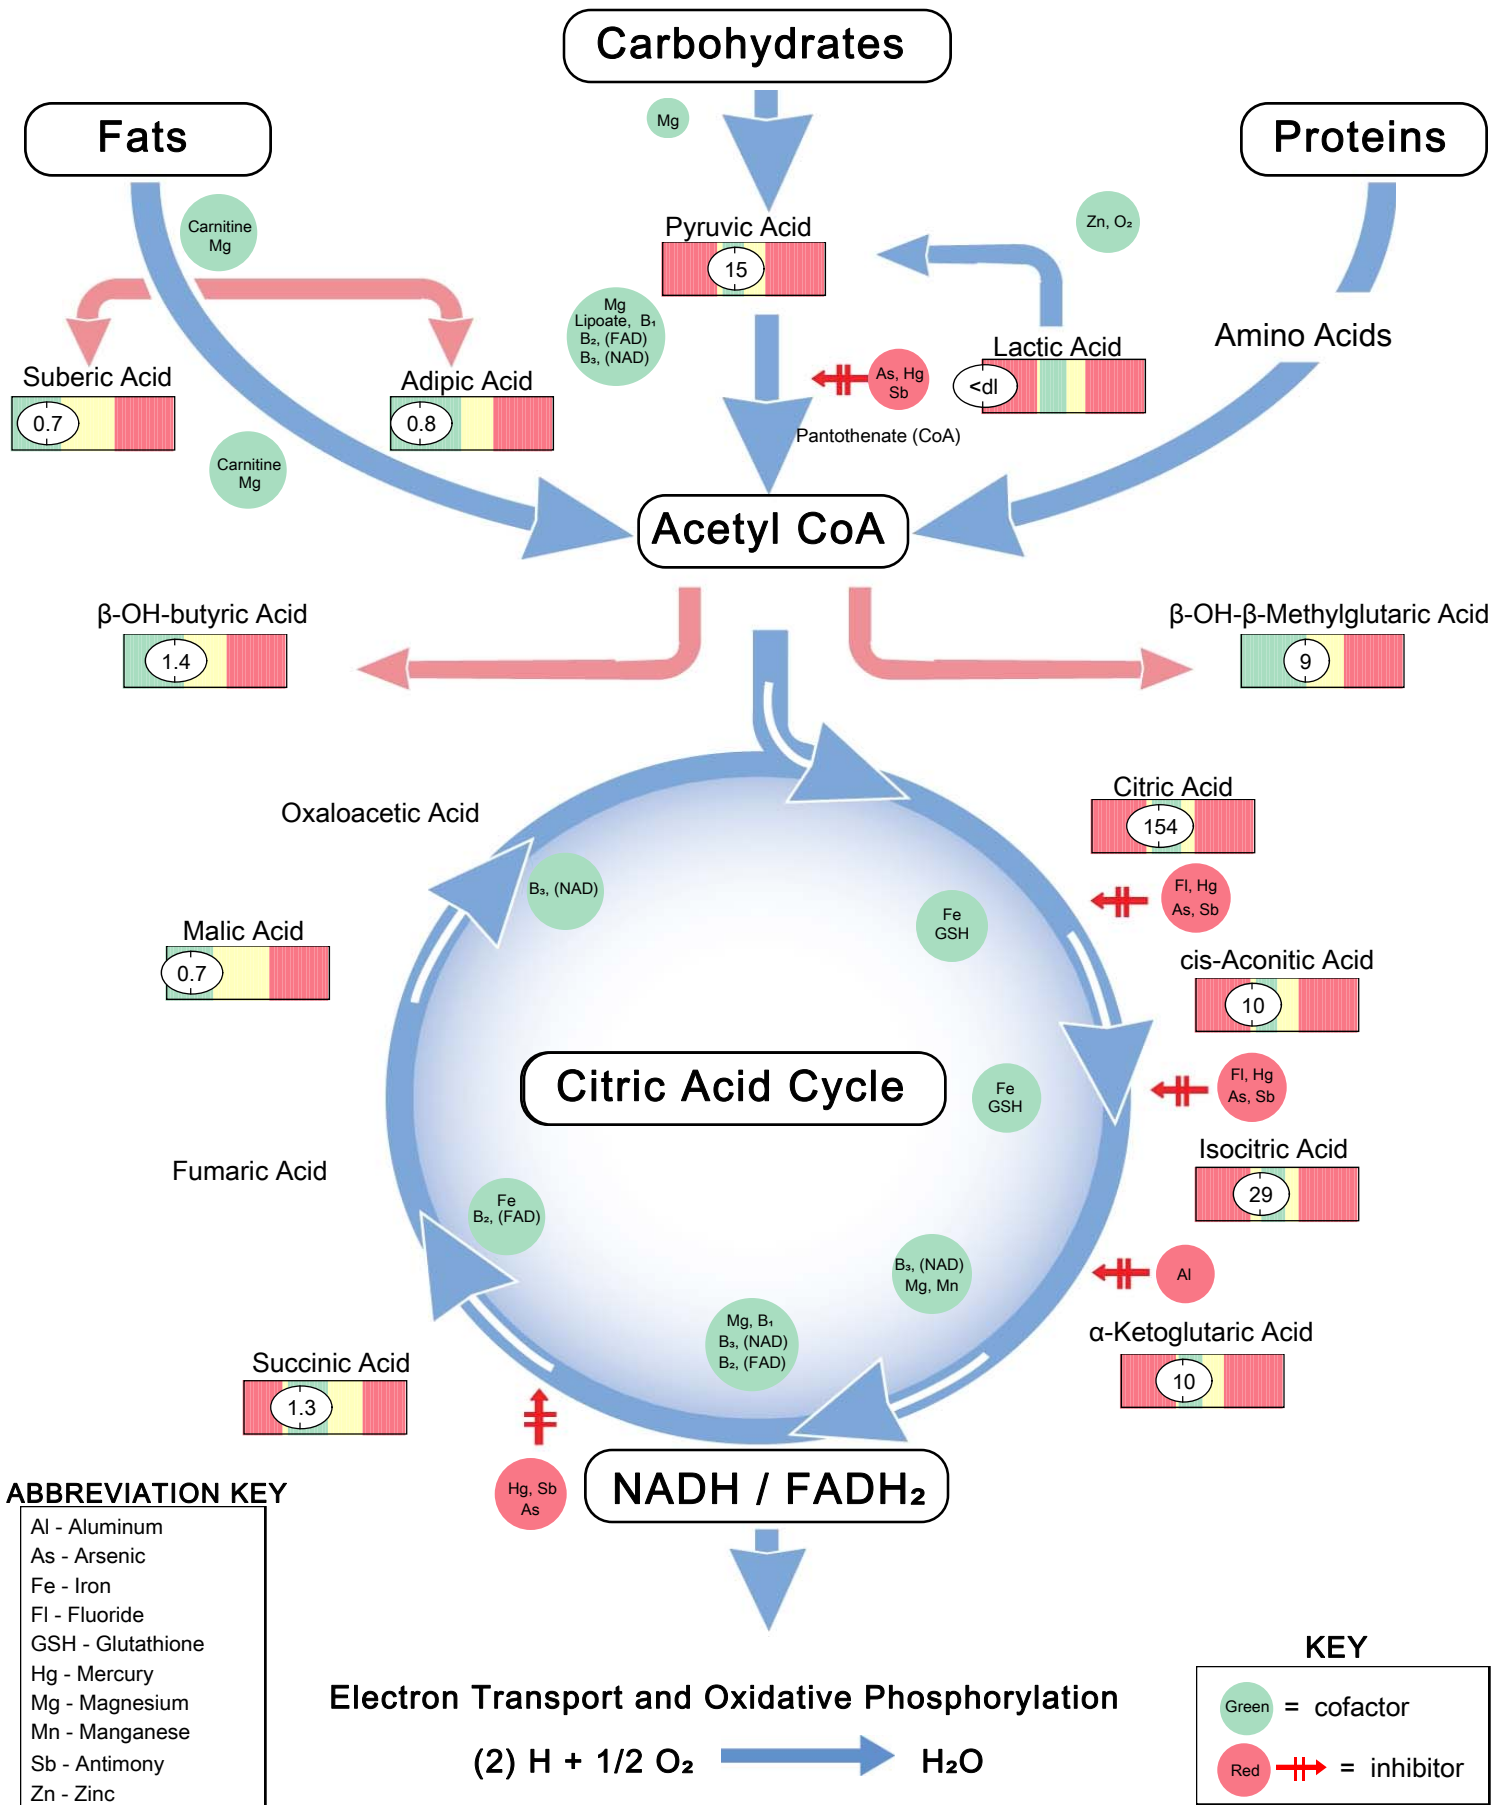 Carbohydrates
Fats
Proteins
Mg
Carnitine
Mg
Zn, O₂
Pyruvic Acid
15
Mg
Lipoate, B₁
B₂, (FAD)
B₃, (NAD)
As, Hg
Sb
Lactic Acid
<dl
Amino Acids
Suberic Acid
0.7
Adipic Acid
0.8
Carnitine
Mg
Pantothenate (CoA)
Acetyl CoA
β-OH-butyric Acid
1.4
β-OH-β-Methylglutaric Acid
9
Oxaloacetic Acid
Citric Acid
154
B₃, (NAD)
Fe
GSH
Fl, Hg
As, Sb
Malic Acid
0.7
cis-Aconitic Acid
10
Citric Acid Cycle
Fe
GSH
Fl, Hg
As, Sb
Fumaric Acid
Isocitric Acid
29
Fe
B₂, (FAD)
B₃, (NAD)
Mg, Mn
Al
Mg, B₁
B₃, (NAD)
B₂, (FAD)
α-Ketoglutaric Acid
10
Succinic Acid
1.3
Hg, Sb
As
NADH / FADH₂
ABBREVIATION KEY
Al - Aluminum
As - Arsenic
Fe - Iron
Fl - Fluoride
GSH - Glutathione
Hg - Mercury
Mg - Magnesium
Mn - Manganese
Sb - Antimony
Zn - Zinc
Electron Transport and Oxidative Phosphorylation
(2) H + 1/2 O₂ H₂O
KEY
Green = cofactor
Red = inhibitor